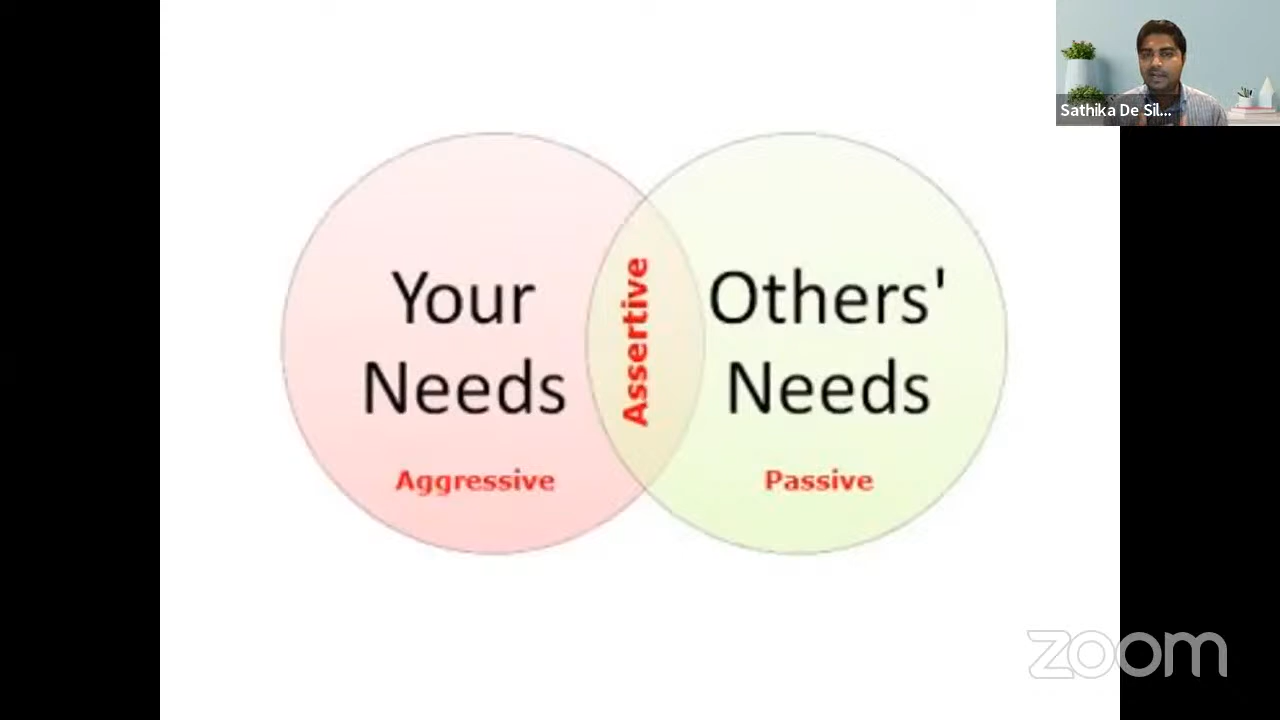 Sathika De Sil...
Your
Needs
Aggressive
Assertive
Others'
Needs
Passive
zoom